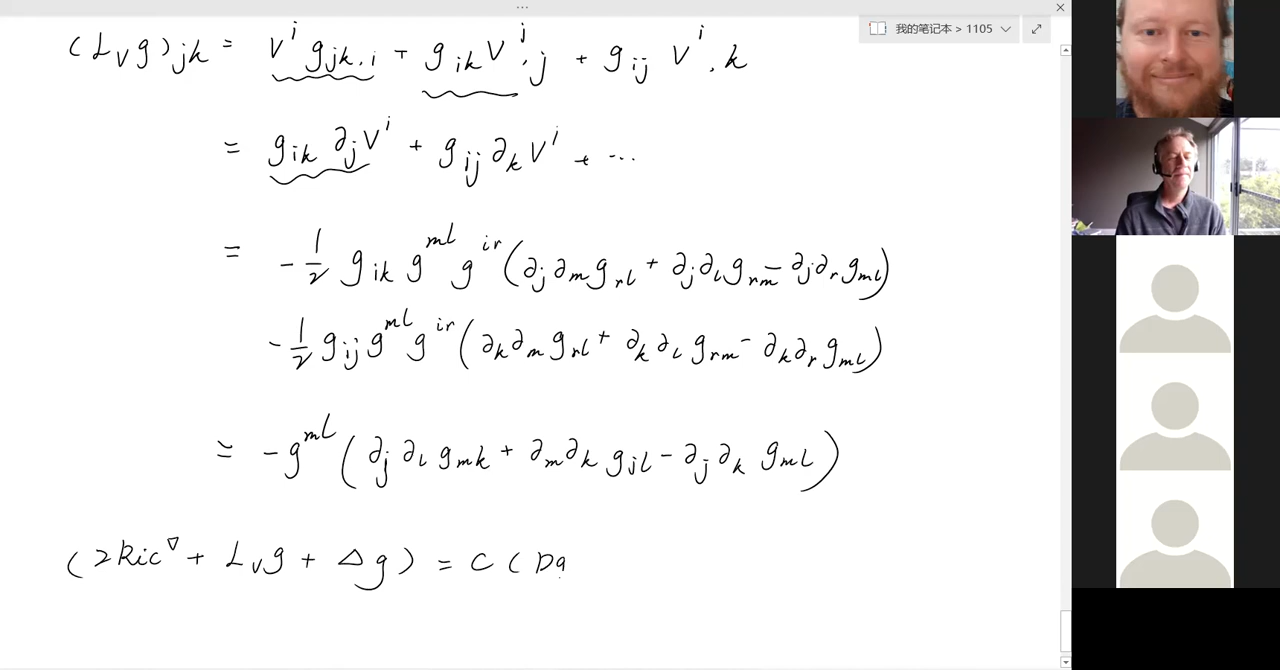 我的笔记本 > 1105
(L_V g)_{jk} = V^i g_{jk,i} + g_{ik} V^i_{,j} + g_{ij} V^i_{,k}
= g_{ik} ∂_j V^i + g_{ij} ∂_k V^i + ...
= -1/2 g_{ik} g^{ml} g^{ir} (∂_j ∂_m g_{rl} + ∂_j ∂_l g_{rm} - ∂_j ∂_r g_{ml})
-1/2 g_{ij} g^{ml} g^{ir} (∂_k ∂_m g_{rl} + ∂_k ∂_l g_{rm} - ∂_k ∂_r g_{ml})
= -g^{ml} (∂_j ∂_l g_{mk} + ∂_m ∂_k g_{jl} - ∂_j ∂_k g_{ml})
(2Ric^∇ + L_V g + Δg) = C (Dg